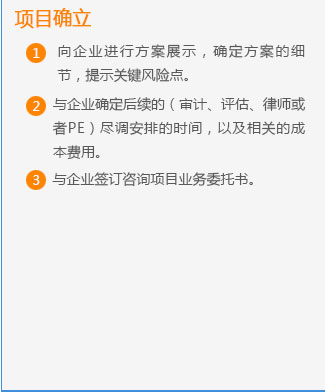 项目确立
1 向企业进行方案展示，确定方案的细
节，提示关键风险点。
2 与企业确定后续的（审计、评估、律师或
者PE）尽调安排的时间，以及相关的成
本费用。
3 与企业签订咨询项目业务委托书。